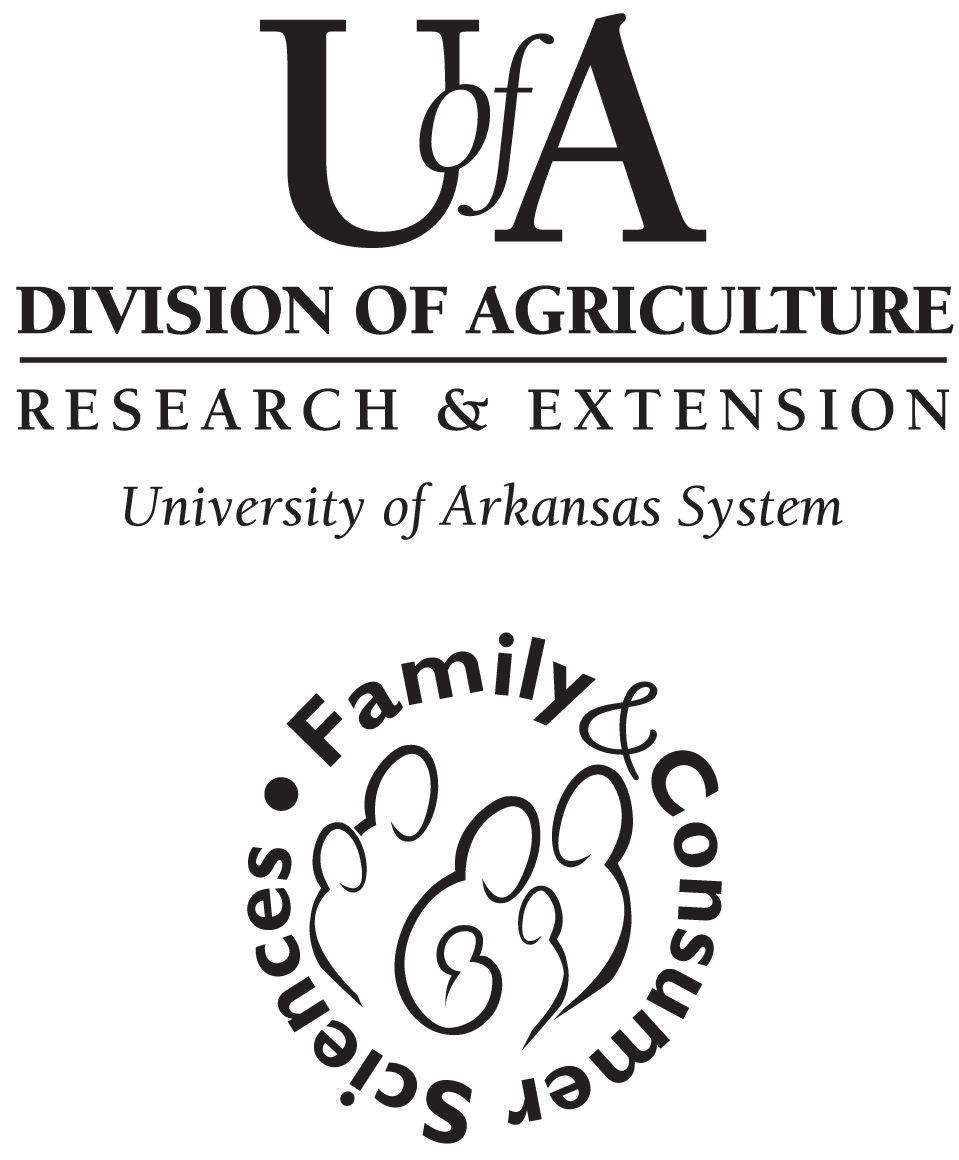 UofA
DIVISION OF AGRICULTURE
RESEARCH & EXTENSION
University of Arkansas System
Family & Consumer Sciences •